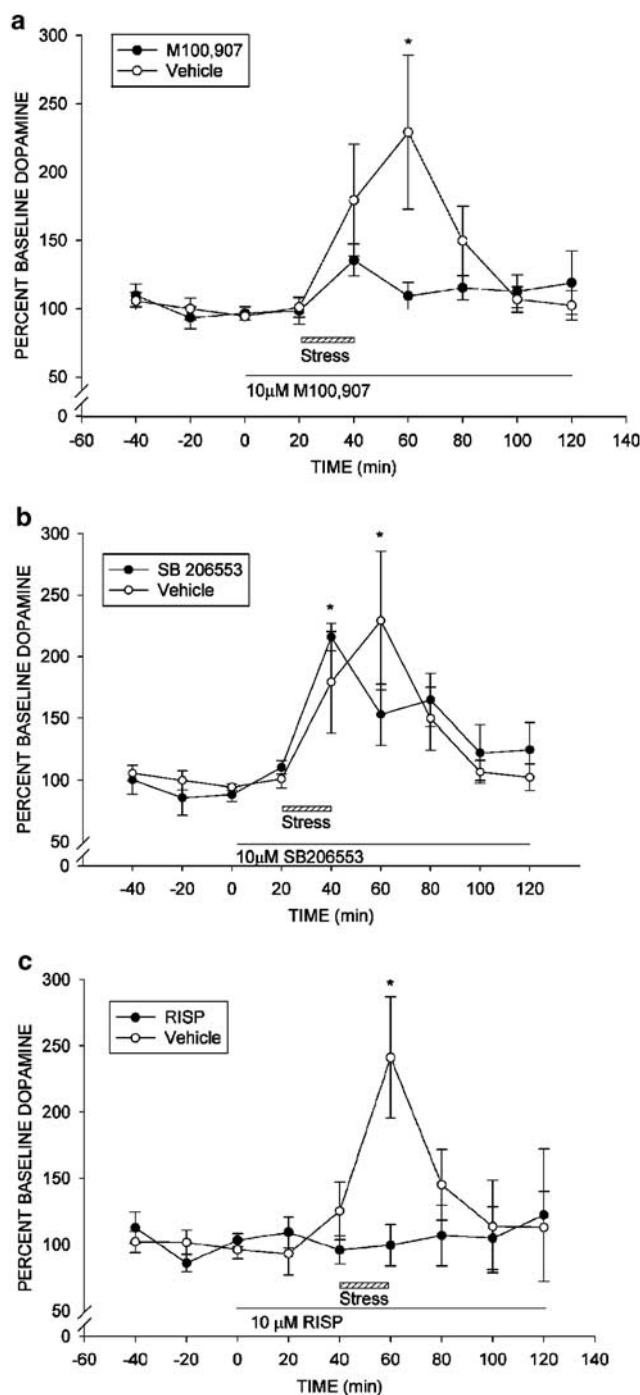 a
300
M100,907
Vehicle
*
250
200
150
100
50
0
PERCENT BASELINE DOPAMINE
Stress
10μM M100,907
-60 -40 -20 0 20 40 60 80 100 120 140
TIME (min)
b
300
SB 206553
Vehicle
*
*
250
200
150
100
50
0
PERCENT BASELINE DOPAMINE
Stress
10μM SB206553
-40 -20 0 20 40 60 80 100 120
TIME (min)
c
300
RISP
Vehicle
*
250
200
150
100
50
0
PERCENT BASELINE DOPAMINE
Stress
10 μM RISP
-60 -40 -20 0 20 40 60 80 100 120 140
TIME (min)